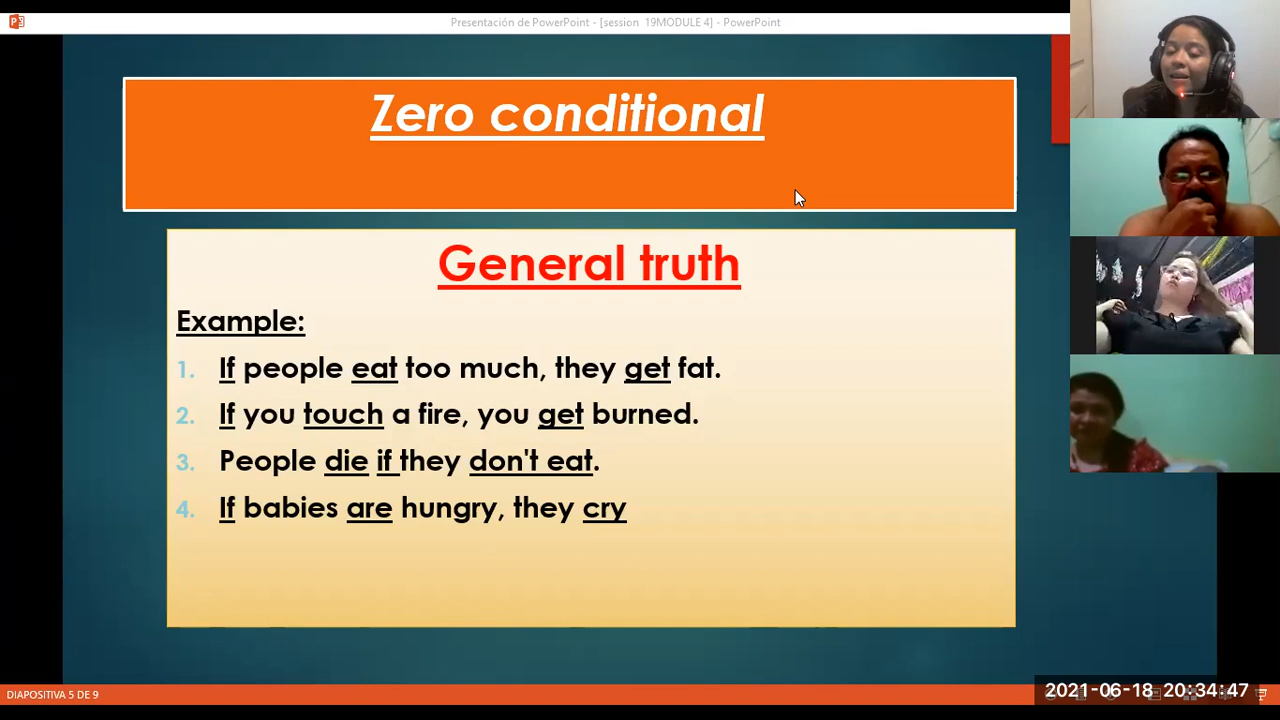 Presentación de PowerPoint - [session 19MODULE 4] - PowerPoint
Zero conditional
General truth
Example:
1. If people eat too much, they get fat.
2. If you touch a fire, you get burned.
3. People die if they don't eat.
4. If babies are hungry, they cry
DIAPOSITIVA 5 DE 9
2021-06-18 20:34:47